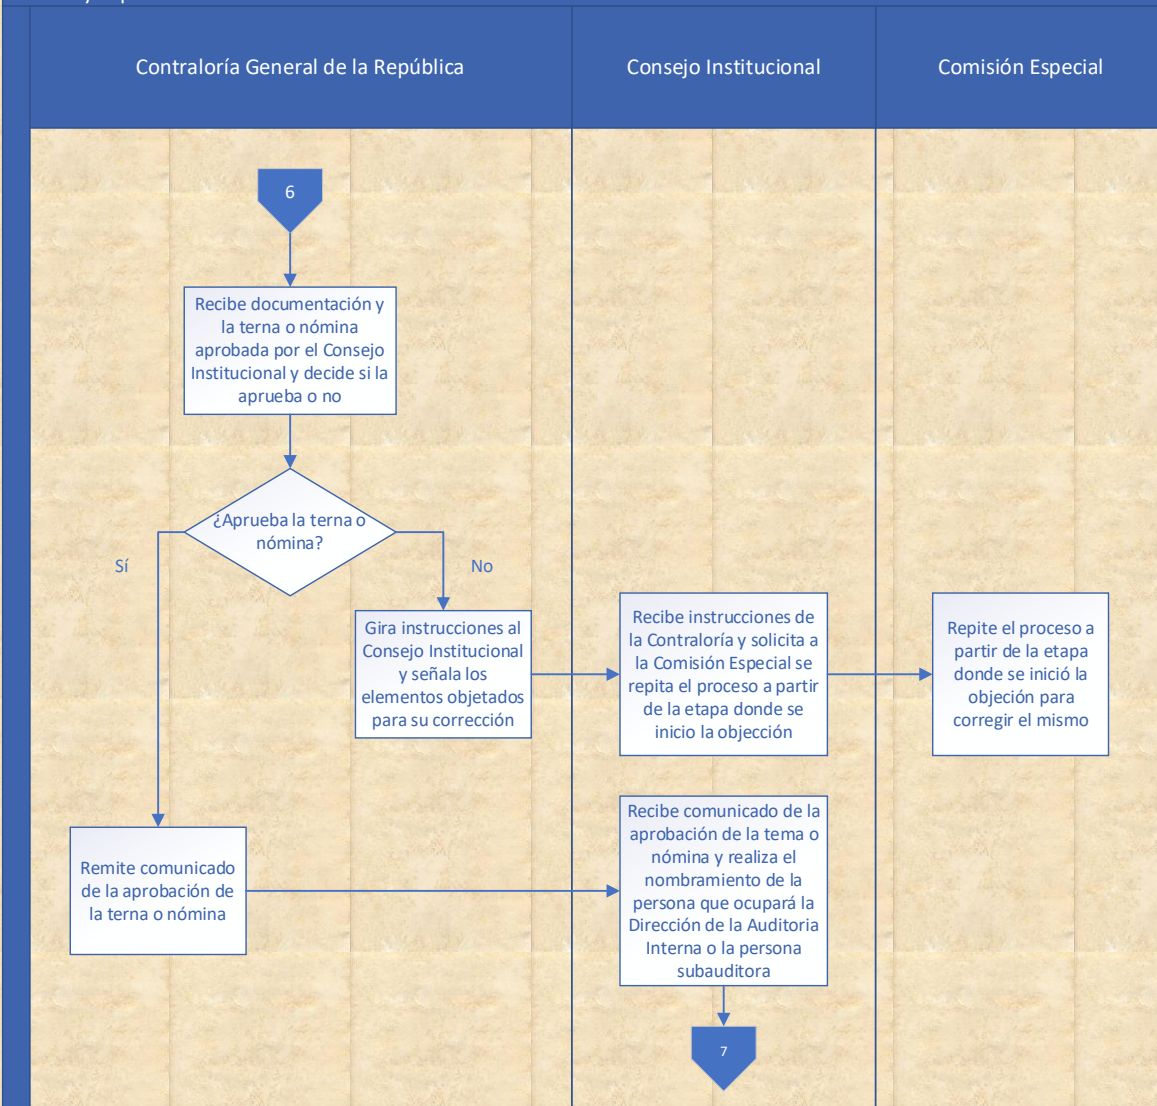 Contraloría General de la República
Consejo Institucional
Comisión Especial
6
Recibe documentación y
la terna o nómina
aprobada por el Consejo
Institucional y decide si la
aprueba o no
¿Aprueba la terna o
nómina?
Sí
No
Gira instrucciones al
Consejo Institucional
y señala los
elementos objetados
para su corrección
Recibe instrucciones de
la Contraloría y solicita a
la Comisión Especial se
repita el proceso a partir
de la etapa donde se
inicio la objección
Repite el proceso a
partir de la etapa
donde se inició la
objeción para
corregir el mismo
Remite comunicado
de la aprobación de
la terna o nómina
Recibe comunicado de la
aprobación de la tema o
nómina y realiza el
nombramiento de la
persona que ocupará la
Dirección de la Auditoria
Interna o la persona
subauditora
7